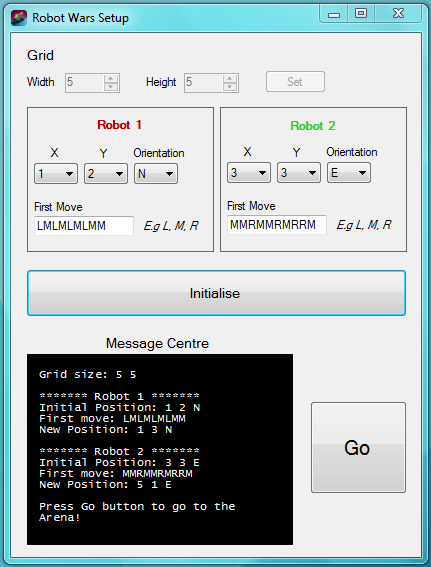 Robot Wars Setup
Grid
Width 5 Height 5 Set
Robot 1
X Y Orientation
1 2 N
First Move
LMLMLMLMM E.g L, M, R
Robot 2
X Y Orientation
3 3 E
First Move
MMRMMRMRRM E.g L, M, R
Initialise
Message Centre
Grid size: 5 5
******* Robot 1 *******
Initial Position: 1 2 N
First move: LMLMLMLMM
New Position: 1 3 N
******* Robot 2 *******
Initial Position: 3 3 E
First move: MMRMMRMRRM
New Position: 5 1 E
Press Go button to go to the
Arena!
Go